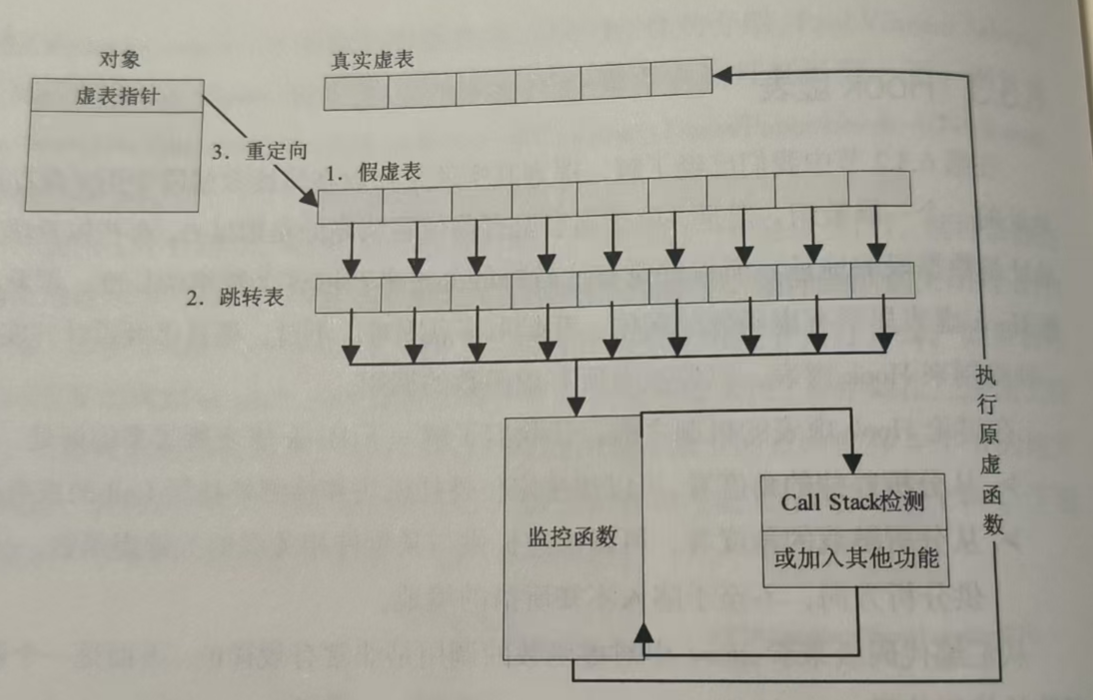 对象
虚表指针
真实虚表
3. 重定向
1. 假虚表
2. 跳转表
执行原虚函数
监控函数
Call Stack检测
或加入其他功能